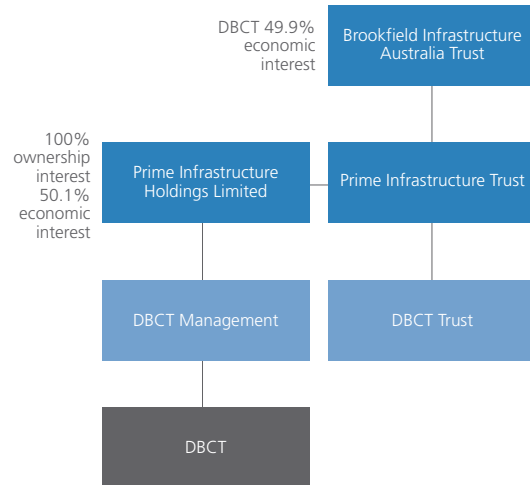 DBCT 49.9%
economic
interest
Brookfield Infrastructure
Australia Trust
100%
ownership
interest
50.1%
economic
interest
Prime Infrastructure
Holdings Limited
Prime Infrastructure Trust
DBCT Management
DBCT Trust
DBCT